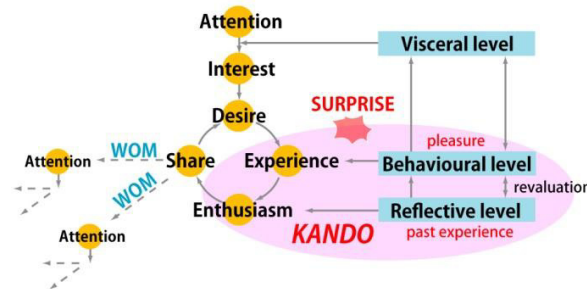 Attention
Visceral level
Interest
SURPRISE
Desire
pleasure
WOM
Attention
Share
Experience
Behavioural level
WOM
revaluation
Enthusiasm
Reflective level
Attention
KANDO
past experience